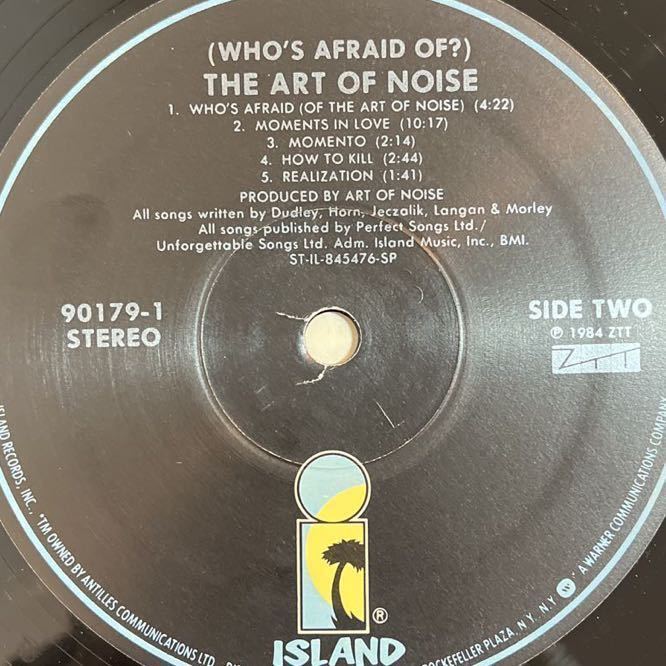 (WHO'S AFRAID OF?)
THE ART OF NOISE
1. WHO'S AFRAID (OF THE ART OF NOISE) (4:22)
2. MOMENTS IN LOVE (10:17)
3. MOMENTO (2:14)
4. HOW TO KILL (2:44)
5. REALIZATION (1:41)
PRODUCED BY ART OF NOISE
All songs written by Dudley, Horn, Jeczalik, Langan & Morley
All songs published by Perfect Songs Ltd./
Unforgettable Songs Ltd. Adm. Island Music, Inc., BMI.
ST-IL-845476-SP
90179-1
STEREO
SIDE TWO
℗ 1984 ZTT
ZTT
i
®
ISLAND
ISLAND RECORDS, INC., *TM OWNED BY ANTILLES COMMUNICATIONS LTD.
ROCKEFELLER PLAZA, N.Y., N.Y. A WARNER COMMUNICATIONS